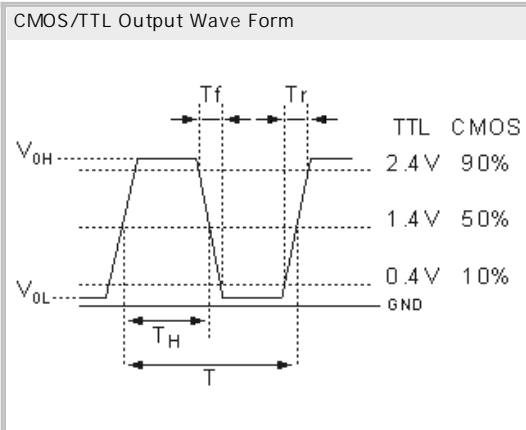 CMOS/TTL Output Wave Form
Tf Tr
TTL CMOS
V0H
2.4V 90%
1.4V 50%
0.4V 10%
V0L
GND
TH
T